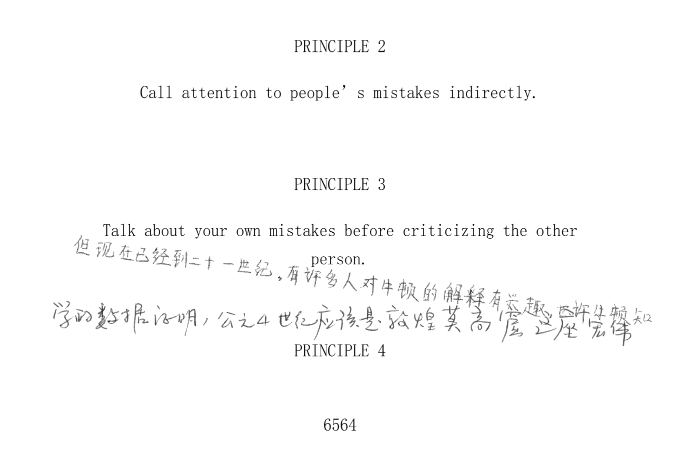 PRINCIPLE 2
Call attention to people’s mistakes indirectly.
PRINCIPLE 3
Talk about your own mistakes before criticizing the other
person.
但现在已经到二十一世纪。有许多人对牛顿的解释有兴趣,或许牛顿知
学的数据证明,公元4世纪应该是敦煌莫高窟这座宏伟
PRINCIPLE 4
6564